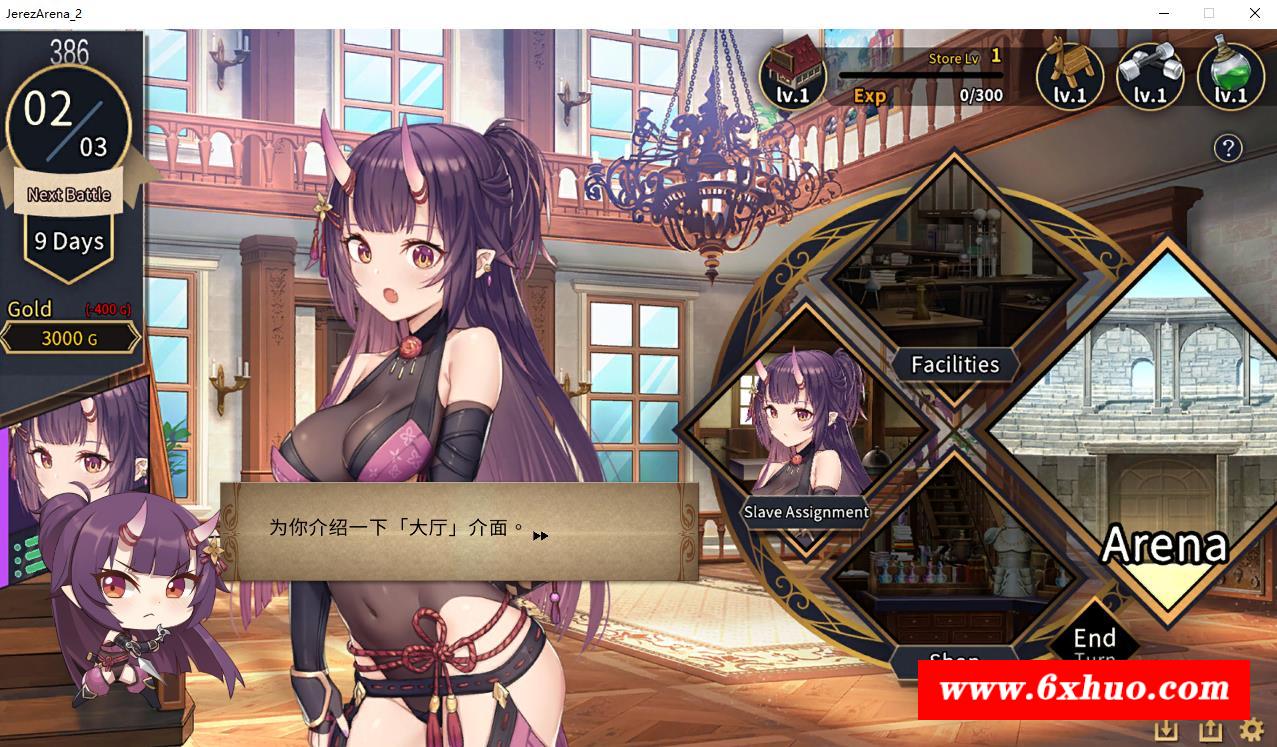 JerezArena_2
386
02
03
Next Battle
9 Days
Gold
(-400 G)
3000 G
lv.1
Store Lv 1
Exp
0/300
lv.1
lv.1
lv.1
?
Facilities
Slave Assignment
Arena
为你介绍一下「大厅」介面。
Shop
End
Turn
www.6xhuo.com